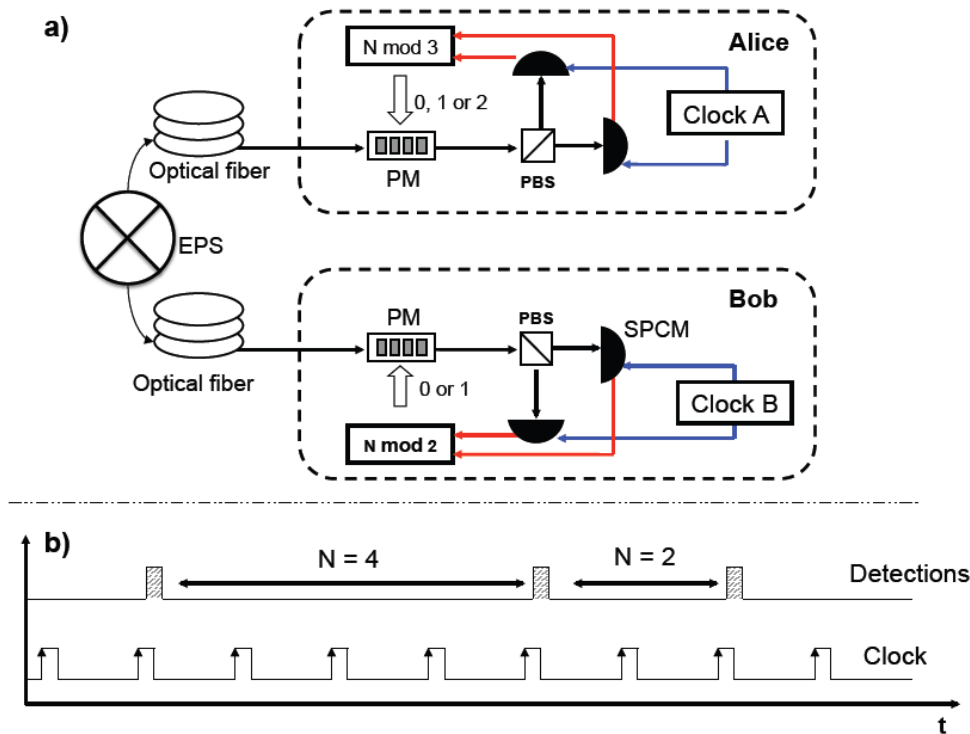 a)
N mod 3
Alice
0, 1 or 2
Clock A
Optical fiber
PM
PBS
EPS
Bob
PM
PBS
SPCM
Optical fiber
0 or 1
Clock B
N mod 2
b)
N = 4
N = 2
Detections
Clock
t